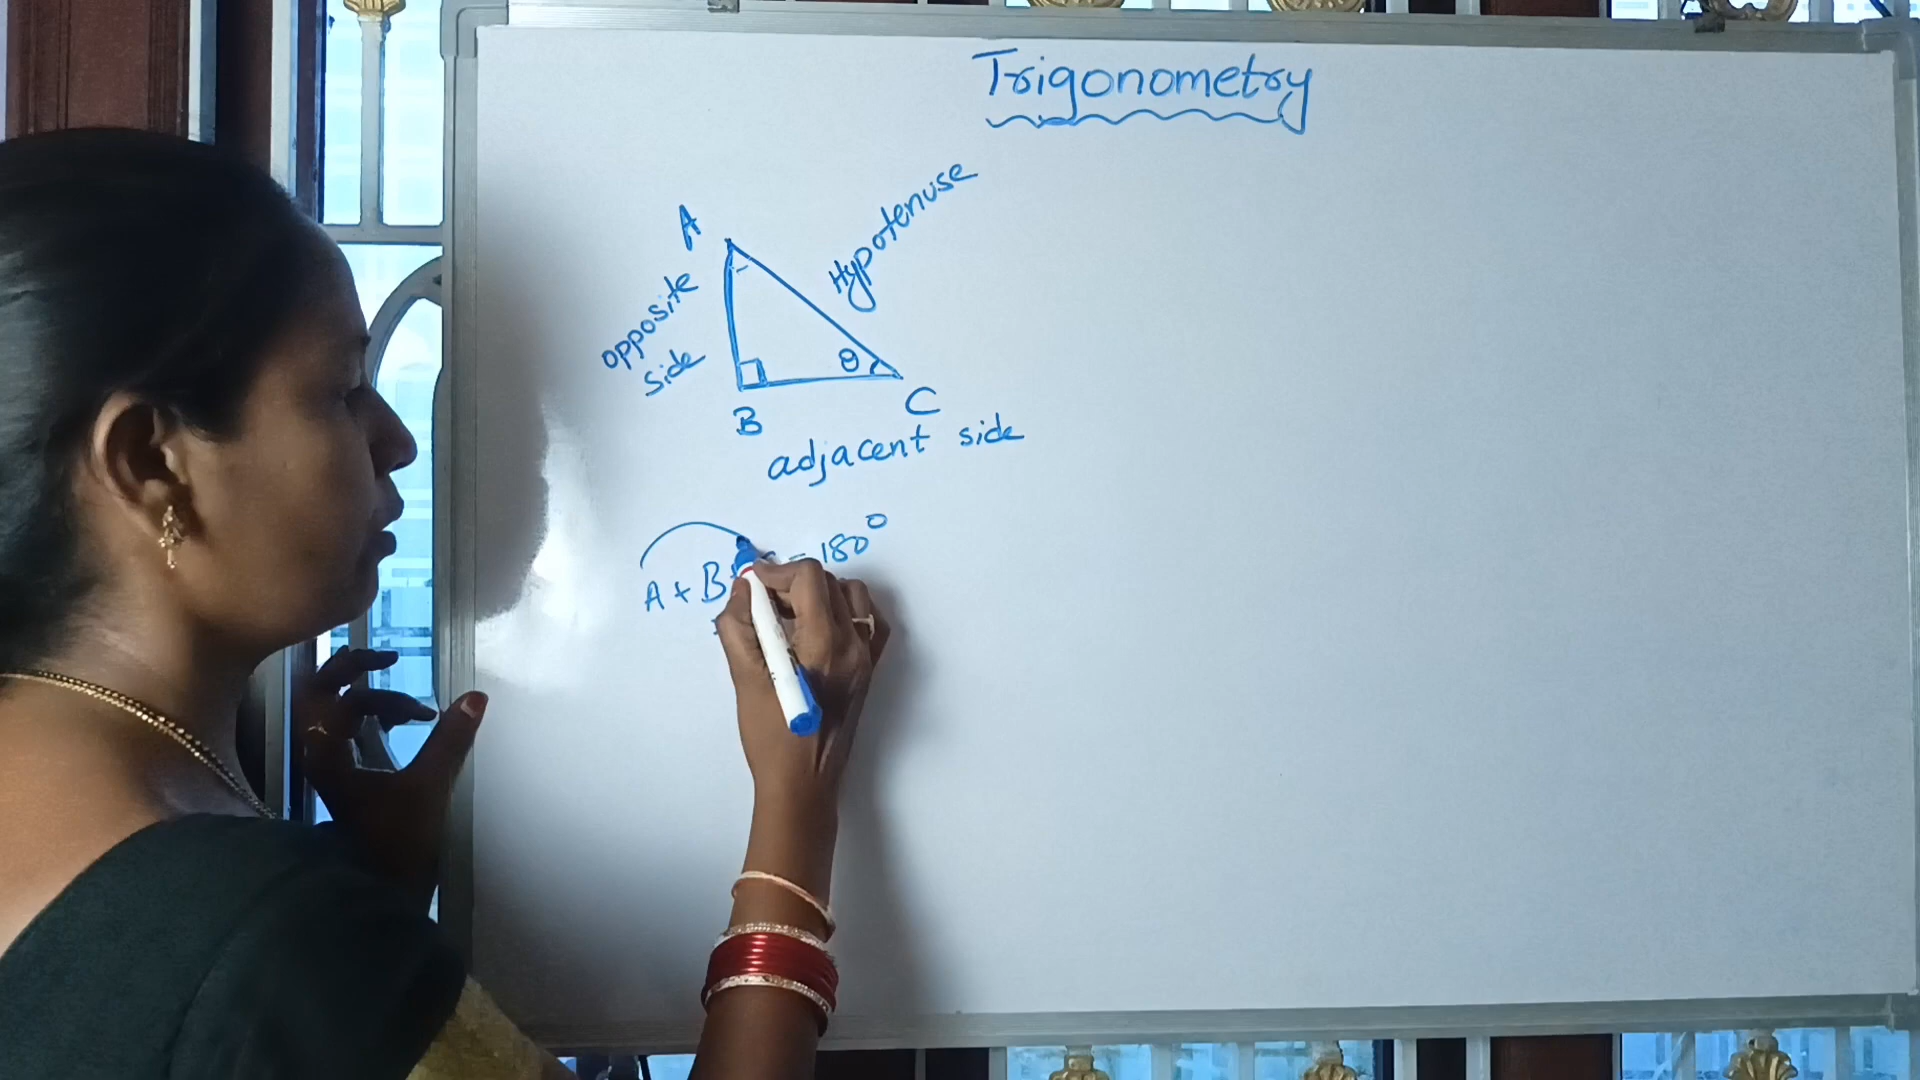 Trigonometry
A
Hypotenuse
opposite
side
θ
B
C
adjacent side
A + B + = 180°